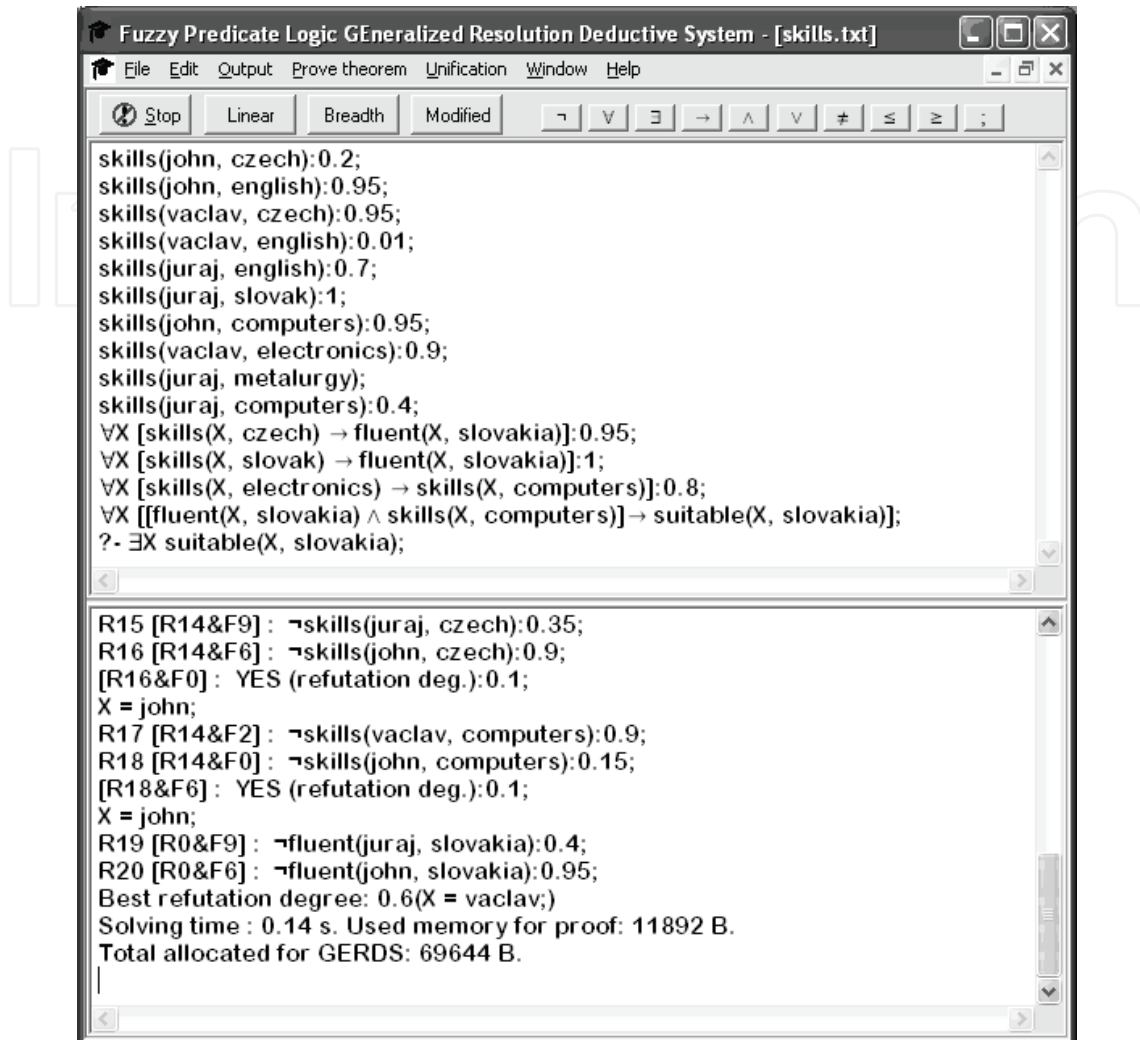 Fuzzy Predicate Logic GEneralized Resolution Deductive System - [skills.txt]
File Edit Output Prove theorem Unification Window Help
Stop Linear Breadth Modified ¬ ∀ ∃ → ∧ ∨ ≠ ≤ ≥ ;
skills(john, czech):0.2;
skills(john, english):0.95;
skills(vaclav, czech):0.95;
skills(vaclav, english):0.01;
skills(juraj, english):0.7;
skills(juraj, slovak):1;
skills(john, computers):0.95;
skills(vaclav, electronics):0.9;
skills(juraj, metalurgy);
skills(juraj, computers):0.4;
∀X [skills(X, czech) → fluent(X, slovakia)]:0.95;
∀X [skills(X, slovak) → fluent(X, slovakia)]:1;
∀X [skills(X, electronics) → skills(X, computers)]:0.8;
∀X [[fluent(X, slovakia) ∧ skills(X, computers)]→ suitable(X, slovakia)];
?- ∃X suitable(X, slovakia);
R15 [R14&F9] : ¬skills(juraj, czech):0.35;
R16 [R14&F6] : ¬skills(john, czech):0.9;
[R16&F0] : YES (refutation deg.):0.1;
X = john;
R17 [R14&F2] : ¬skills(vaclav, computers):0.9;
R18 [R14&F0] : ¬skills(john, computers):0.15;
[R18&F6] : YES (refutation deg.):0.1;
X = john;
R19 [R0&F9] : ¬fluent(juraj, slovakia):0.4;
R20 [R0&F6] : ¬fluent(john, slovakia):0.95;
Best refutation degree: 0.6(X = vaclav;)
Solving time : 0.14 s. Used memory for proof: 11892 B.
Total allocated for GERDS: 69644 B.